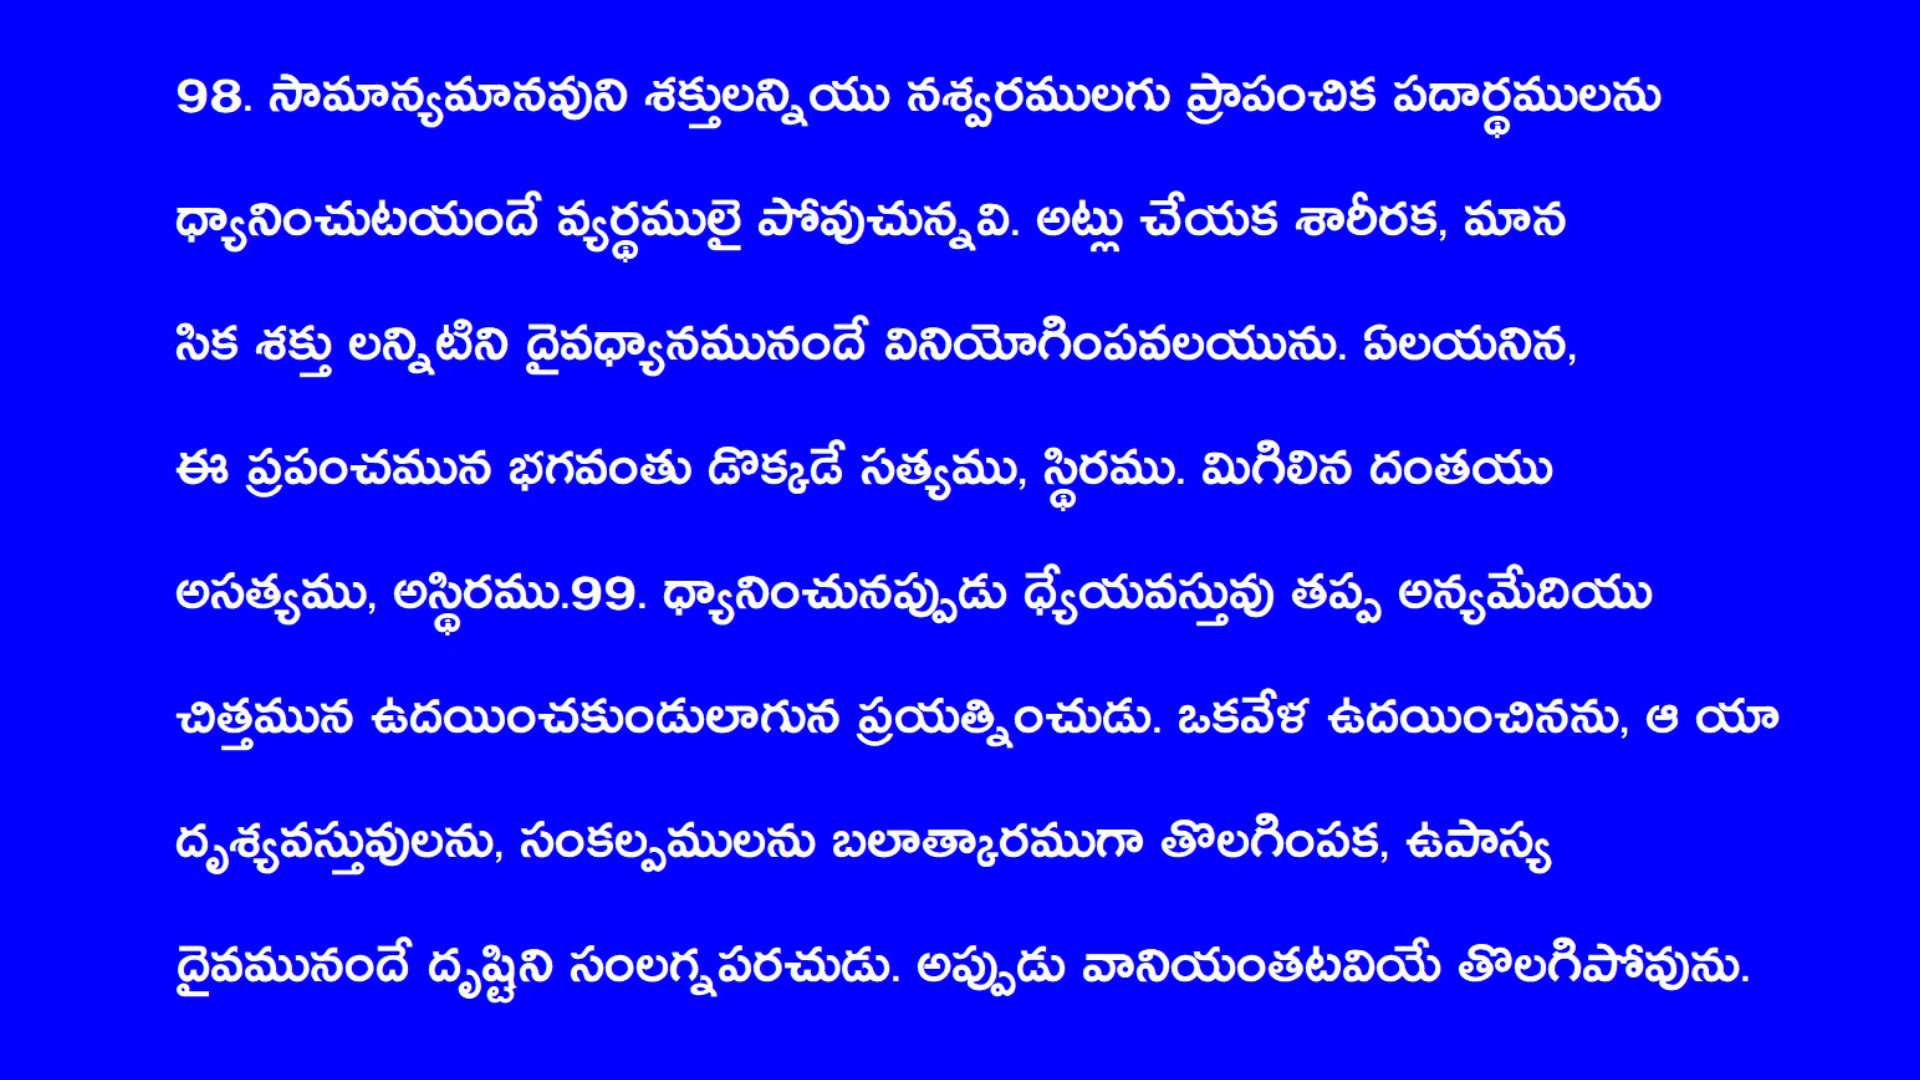 98. సామాన్యమానవుని శక్తులన్నియు నశ్వరములగు ప్రాపంచిక పదార్థములను
ధ్యానించుటయందే వ్యర్థములై పోవుచున్నవి. అట్లు చేయక శారీరక, మాన
సిక శక్తు లన్నిటిని దైవధ్యానమునందే వినియోగింపవలయును. ఏలయనిన,
ఈ ప్రపంచమున భగవంతు డొక్కడే సత్యము, స్థిరము. మిగిలిన దంతయు
అసత్యము, అస్థిరము.99. ధ్యానించునప్పుడు ధ్యేయవస్తువు తప్ప అన్యమేదియు
చిత్తమున ఉదయించకుండులాగున ప్రయత్నించుడు. ఒకవేళ ఉదయించినను, ఆ యా
దృశ్యవస్తువులను, సంకల్పములను బలాత్కారముగా తొలగింపక, ఉపాస్య
దైవమునందే దృష్టిని సంలగ్నపరచుడు. అప్పుడు వానియంతటవియే తొలగిపోవును.